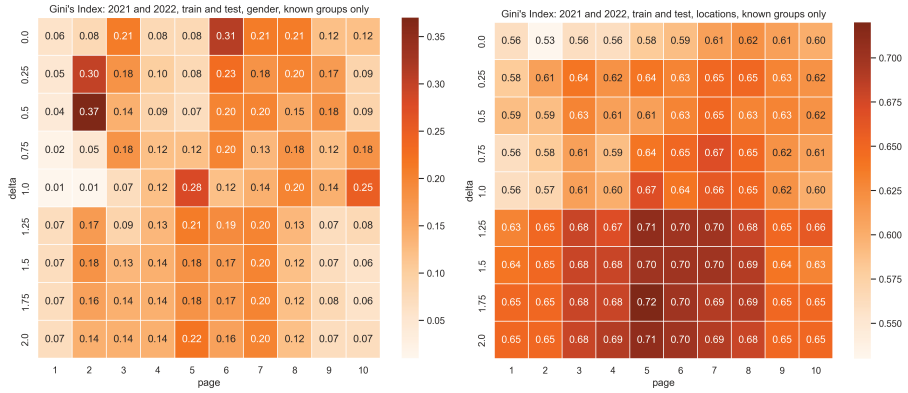 Gini's Index: 2021 and 2022, train and test, gender, known groups only
0.0 0.06 0.08 0.21 0.08 0.08 0.31 0.21 0.21 0.12 0.12
0.25 0.05 0.30 0.18 0.10 0.08 0.23 0.18 0.20 0.17 0.09
0.5 0.04 0.37 0.14 0.09 0.07 0.20 0.20 0.15 0.18 0.09
0.75 0.02 0.05 0.18 0.12 0.12 0.20 0.13 0.18 0.12 0.18
1.0 0.01 0.01 0.07 0.12 0.28 0.12 0.14 0.20 0.14 0.25
1.25 0.07 0.17 0.09 0.13 0.21 0.19 0.20 0.13 0.07 0.08
1.5 0.07 0.18 0.14 0.13 0.18 0.17 0.20 0.12 0.07 0.06
1.75 0.07 0.16 0.14 0.14 0.18 0.17 0.20 0.12 0.08 0.06
2.0 0.07 0.14 0.14 0.14 0.22 0.16 0.20 0.12 0.07 0.07
delta
1 2 3 4 5 6 7 8 9 10
page
0.35
0.30
0.25
0.20
0.15
0.10
0.05
Gini's Index: 2021 and 2022, train and test, locations, known groups only
0.0 0.56 0.53 0.56 0.56 0.58 0.59 0.61 0.62 0.61 0.60
0.25 0.58 0.61 0.64 0.62 0.64 0.63 0.65 0.65 0.63 0.62
0.5 0.59 0.59 0.63 0.61 0.61 0.63 0.65 0.63 0.63 0.62
0.75 0.56 0.58 0.61 0.59 0.64 0.65 0.67 0.65 0.62 0.61
1.0 0.56 0.57 0.61 0.60 0.67 0.64 0.66 0.65 0.62 0.60
1.25 0.63 0.65 0.68 0.67 0.71 0.70 0.70 0.68 0.65 0.66
1.5 0.64 0.65 0.68 0.68 0.70 0.70 0.70 0.69 0.64 0.63
1.75 0.65 0.65 0.68 0.68 0.72 0.70 0.69 0.69 0.65 0.65
2.0 0.65 0.65 0.68 0.69 0.71 0.70 0.69 0.68 0.65 0.65
delta
1 2 3 4 5 6 7 8 9 10
page
0.700
0.675
0.650
0.625
0.600
0.575
0.550